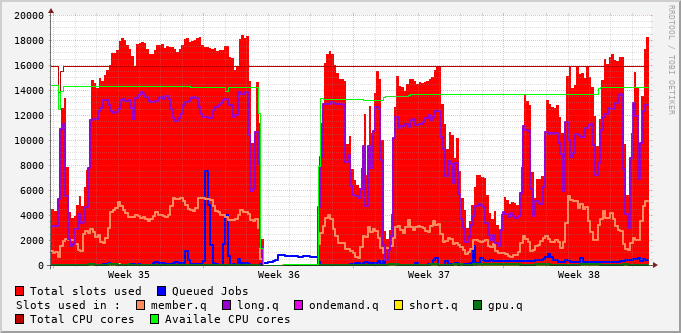 20000
18000
16000
14000
12000
10000
8000
6000
4000
2000
0
Week 35 Week 36 Week 37 Week 38
RRDTOOL / TOBI OETIKER
Total slots used Queued Jobs
Slots used in : member.q long.q ondemand.q short.q gpu.q
Total CPU cores Availale CPU cores